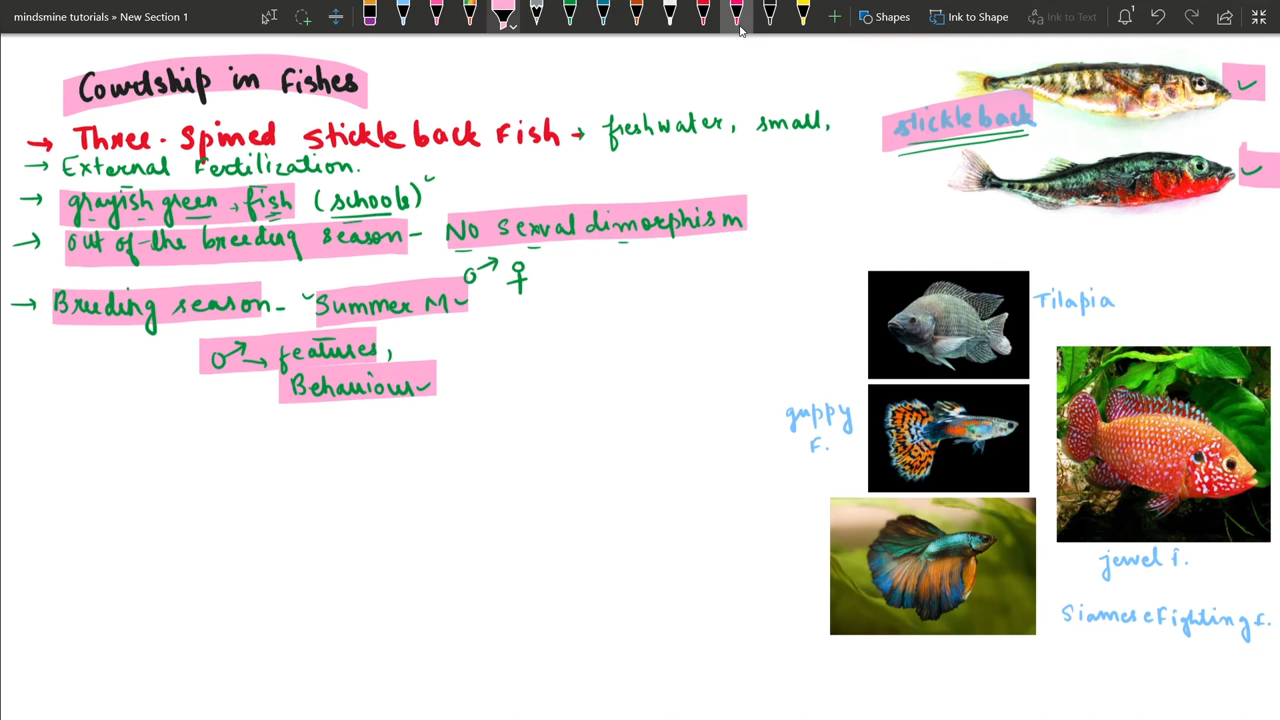 mindsmine tutorials » New Section 1
Shapes
Ink to Shape
Ink to Text
Cowdship in Fishes
→ Three-Spined Stickle back Fish → freshwater, small,
→ External Fertilization.
→ grayish green, fish (schools)
→ out of the breeding season - No sexual dimorphism
♂ ♀
→ Breeding season - Summer M
♂ → features,
Behaviour
stickle back
Tilapia
guppy
F.
jewel f.
Siamese Fighting f.